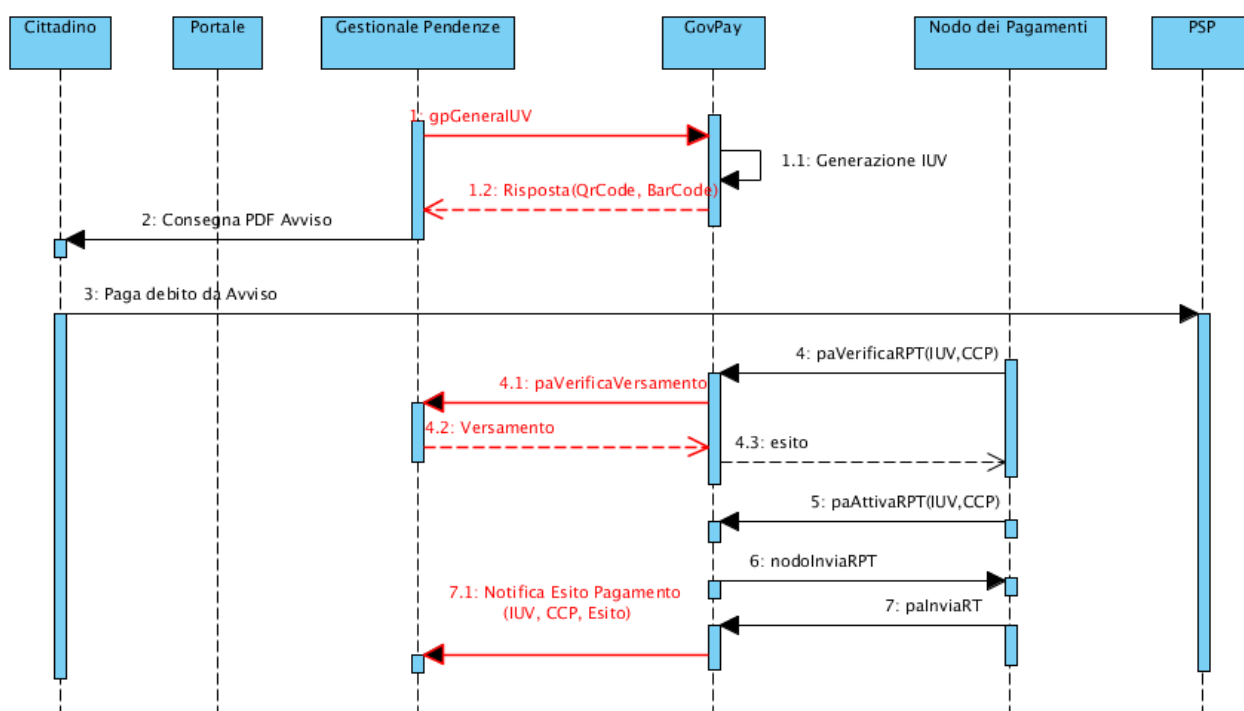 Cittadino
Portale
Gestionale Pendenze
GovPay
Nodo dei Pagamenti
PSP
1: gpGeneraIUV
1.1: Generazione IUV
1.2: Risposta(QrCode, BarCode)
2: Consegna PDF Avviso
3: Paga debito da Avviso
4: paVerificaRPT(IUV,CCP)
4.1: paVerificaVersamento
4.2: Versamento
4.3: esito
5: paAttivaRPT(IUV,CCP)
6: nodoInviaRPT
7.1: Notifica Esito Pagamento
(IUV, CCP, Esito)
7: paInviaRT